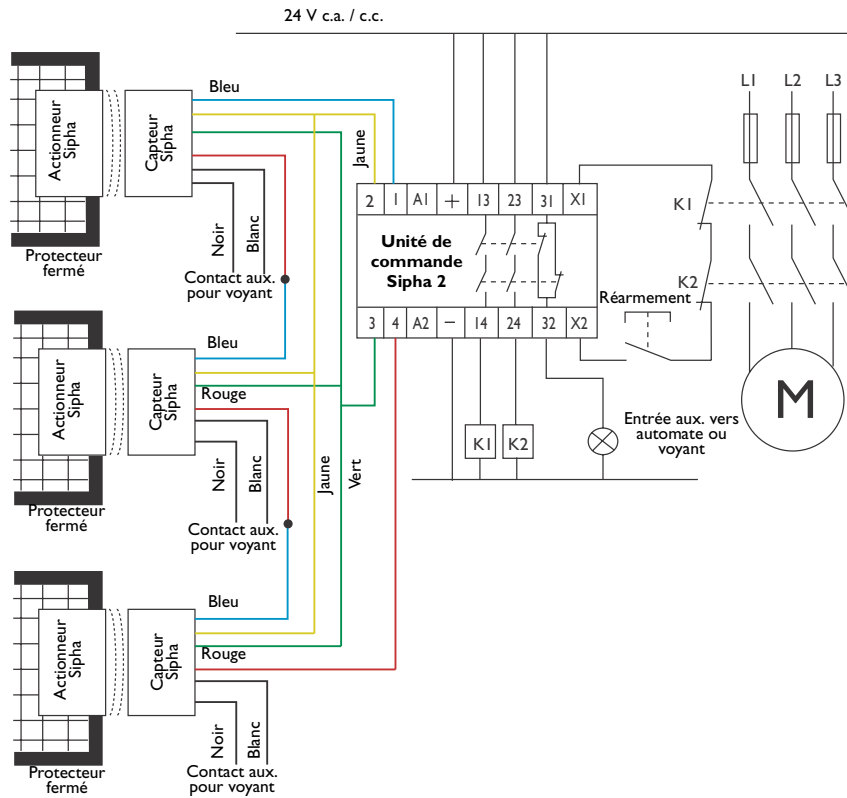 24 V c.a. / c.c.
L1 L2 L3
Bleu
Actionneur
Sipha
Capteur
Sipha
Jaune
2 1 A1 + 13 23 31 X1
K1
Noir
Blanc
Unité de
commande
Sipha 2
Protecteur
fermé
Contact aux.
pour voyant
K2
Réarmement
3 4 A2 − 14 24 32 X2
Bleu
Actionneur
Sipha
Capteur
Sipha
Rouge
M
Entrée aux. vers
automate ou
voyant
K1 K2
Noir
Blanc
Jaune
Vert
Protecteur
fermé
Contact aux.
pour voyant
Bleu
Actionneur
Sipha
Capteur
Sipha
Rouge
Noir
Blanc
Protecteur
fermé
Contact aux.
pour voyant